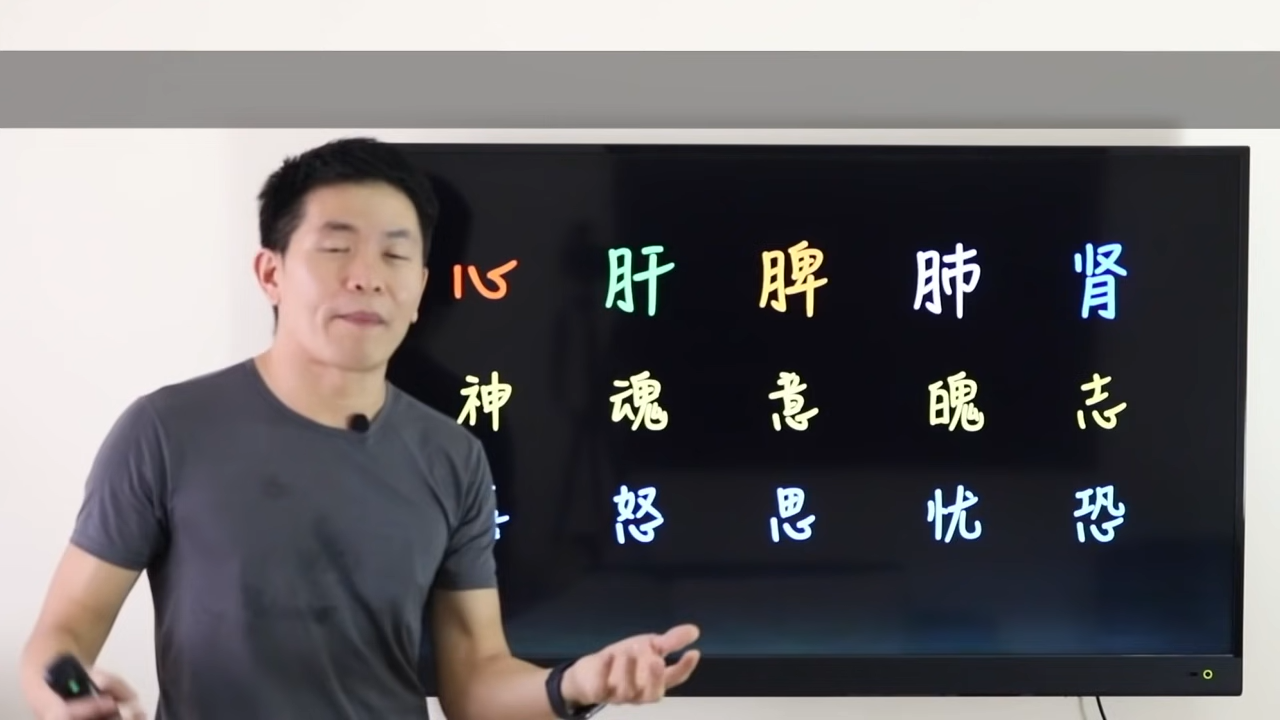 心 肝 脾 肺 肾
神 魂 意 魄 志
怒 思 忧 恐